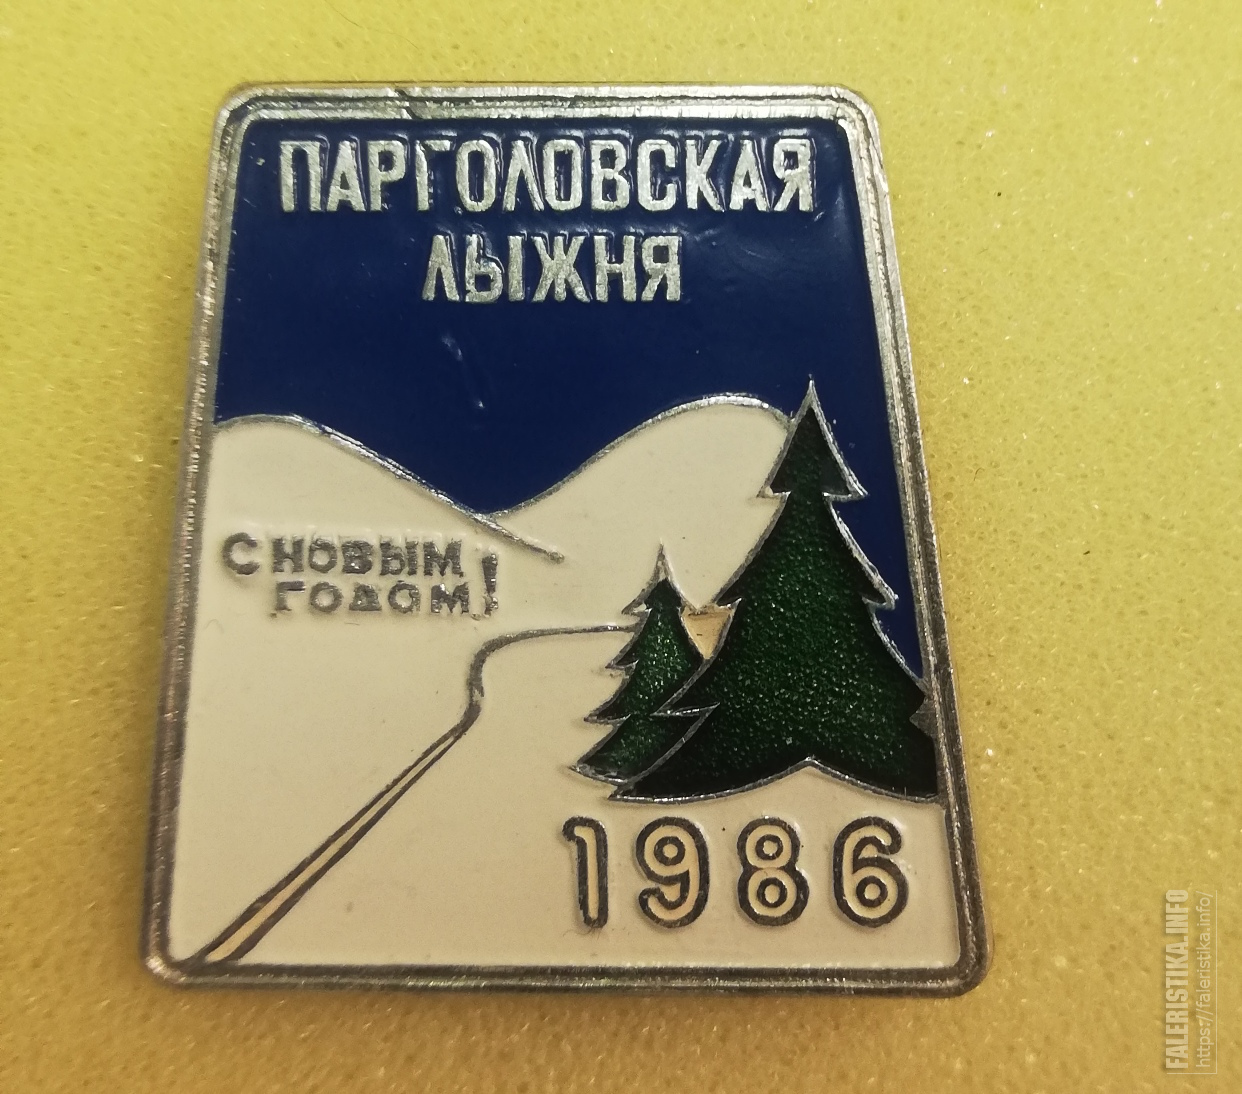 ПАРГОЛОВСКАЯ
ЛЫЖНЯ
С НОВЫМ
ГОДОМ!
1986
FALERISTIKA.INFO
https://faleristika.info/